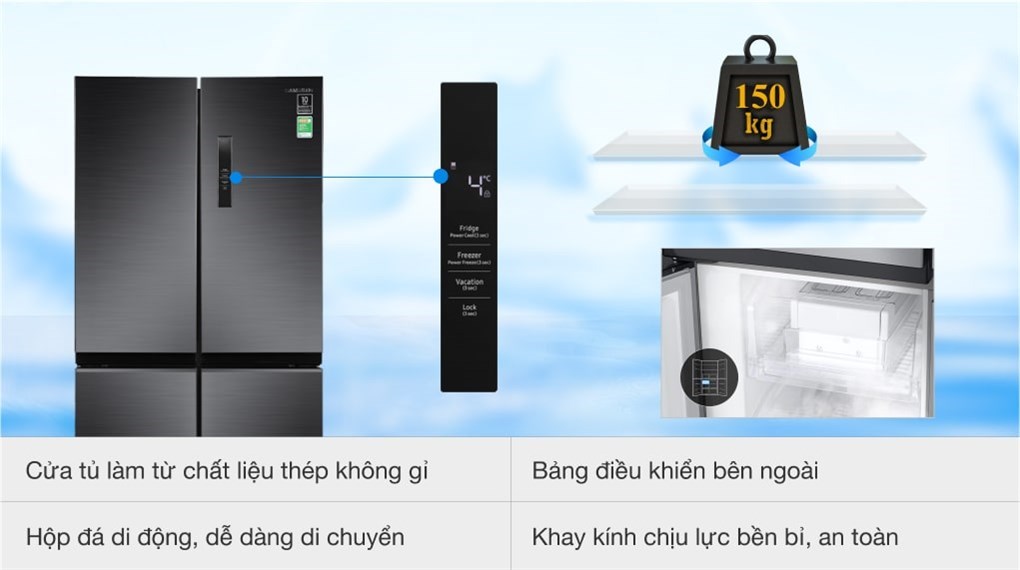 SAMSUNG
10
150
kg
4°C
Fridge
Power Cool(3 sec)
Freezer
Power Freeze(3 sec)
Vacation
(3 sec)
Lock
(3 sec)
Cửa tủ làm từ chất liệu thép không gỉ
Bảng điều khiển bên ngoài
Hộp đá di động, dễ dàng di chuyển
Khay kính chịu lực bền bỉ, an toàn